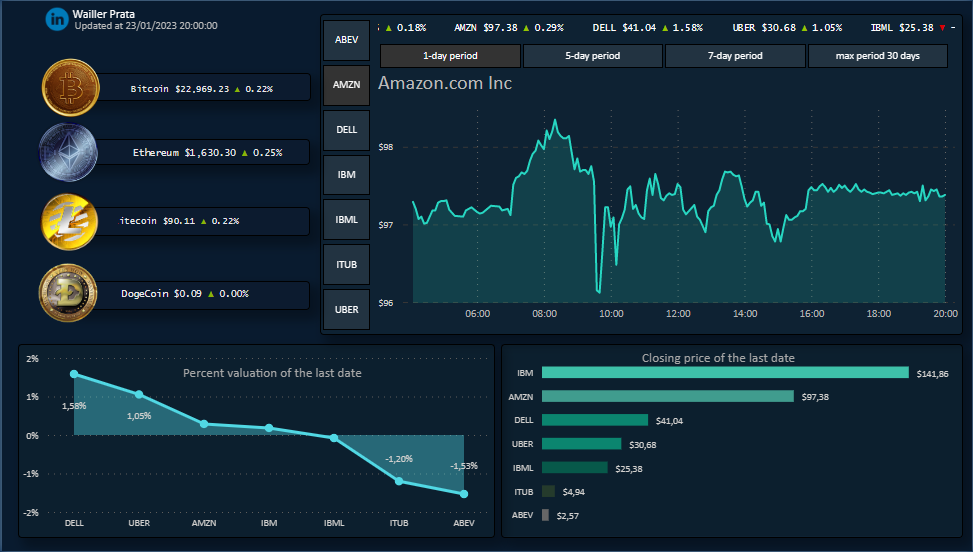 in
Wailler Prata
Updated at 23/01/2023 20:00:00
Bitcoin $22,969.23 ▲ 0.22%
Ethereum $1,630.30 ▲ 0.25%
itecoin $90.11 ▲ 0.22%
DogeCoin $0.09 ▲ 0.00%
ABEV
AMZN
DELL
IBM
IBML
ITUB
UBER
▲ 0.18% AMZN $97.38 ▲ 0.29% DELL $41.04 ▲ 1.58% UBER $30.68 ▲ 1.05% IBML $25.38 ▼ -
1-day period 5-day period 7-day period max period 30 days
Amazon.com Inc
$98
$97
$96
06:00 08:00 10:00 12:00 14:00 16:00 18:00 20:00
Percent valuation of the last date
2%
1%
0%
-1%
-2%
1,58%
1,05%
-1,20%
-1,53%
DELL UBER AMZN IBM IBML ITUB ABEV
Closing price of the last date
IBM $141,86
AMZN $97,38
DELL $41,04
UBER $30,68
IBML $25,38
ITUB $4,94
ABEV $2,57